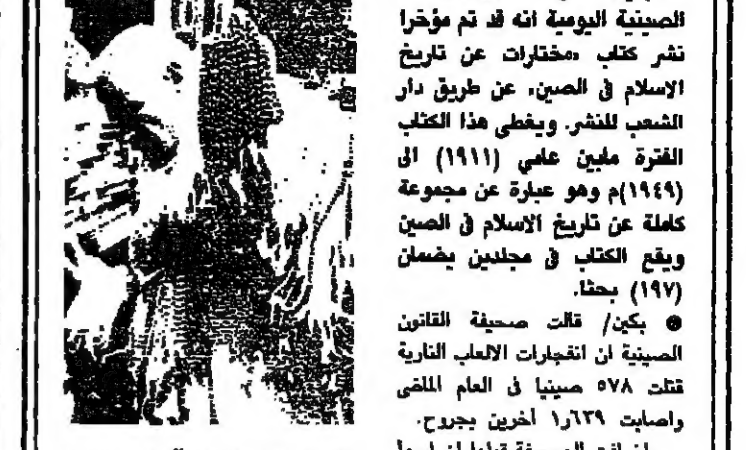 الصينية اليومية انه قد تم مؤخرا
نشر كتاب «مختارات عن تاريخ
الاسلام في الصين» عن طريق دار
الشعب للنشر. ويغطى هذا الكتاب
الفترة مابين عامي (١٩١١) الى
(١٩٤٩)م وهو عبارة عن مجموعة
كاملة عن تاريخ الاسلام في الصين
ويقع الكتاب في مجلدين يضمان
(١٩٧) بحثا.
● بكين/ قالت صحيفة القانون
الصينية ان انفجارات الالعاب النارية
قتلت ٥٧٨ صينيا في العام الماضى
واصابت ١٫٦٣٩ أخرين بجروح.